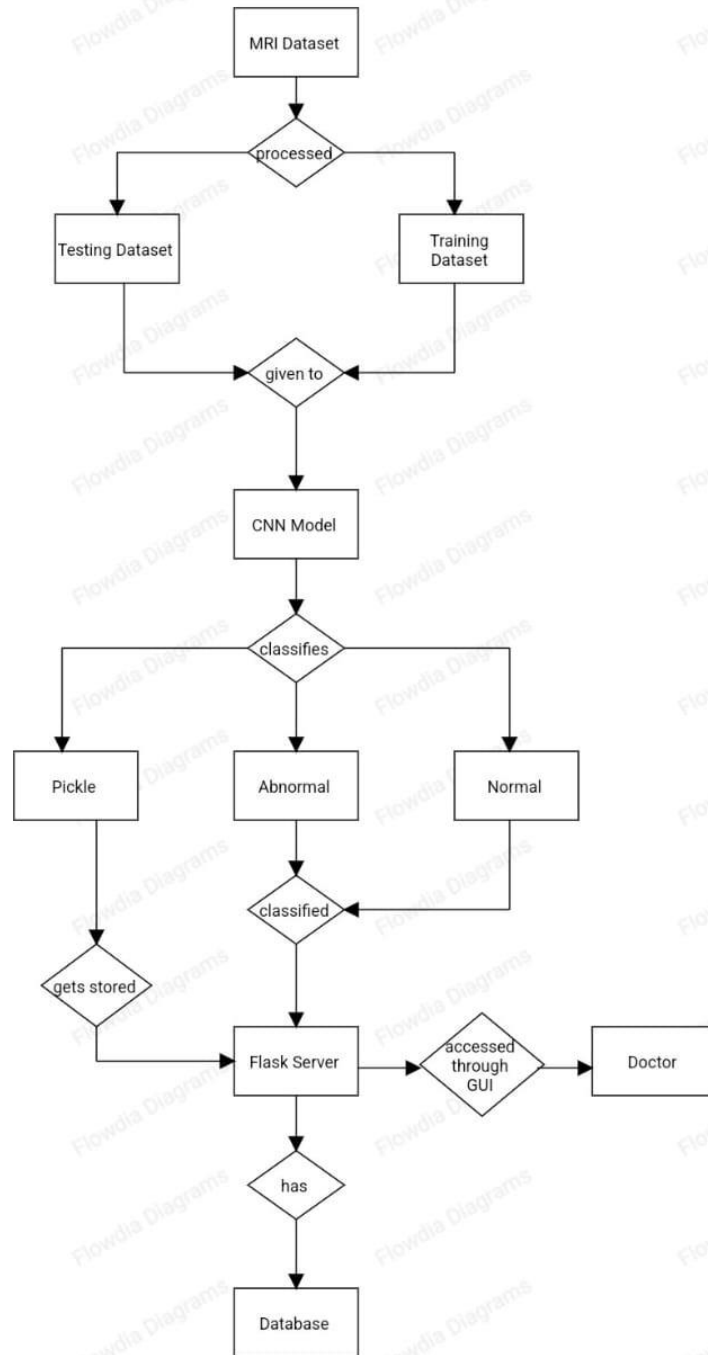 MRI Dataset
processed
Testing Dataset
Training
Dataset
given to
CNN Model
classifies
Pickle
Abnormal
Normal
classified
gets stored
Flask Server
accessed
through
GUI
Doctor
has
Database
Flowdia Diagrams